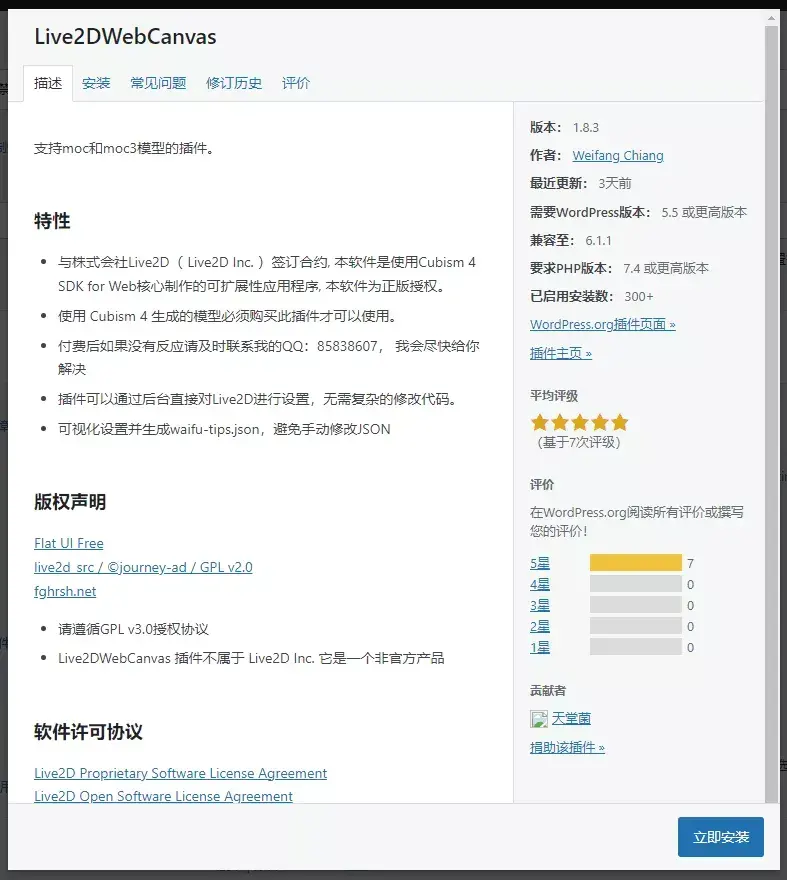 Live2DWebCanvas
描述 安装 常见问题 修订历史 评价
支持moc和moc3模型的插件。
特性
与株式会社Live2D（ Live2D Inc. ）签订合约, 本软件是使用Cubism 4
SDK for Web核心制作的可扩展性应用程序, 本软件为正版授权。
使用 Cubism 4 生成的模型必须购买此插件才可以使用。
付费后如果没有反应请及时联系我的QQ：85838607， 我会尽快给你
解决
插件可以通过后台直接对Live2D进行设置，无需复杂的修改代码。
可视化设置并生成waifu-tips.json，避免手动修改JSON
版权声明
Flat UI Free
live2d_src / ©journey-ad / GPL v2.0
fghrsh.net
请遵循GPL v3.0授权协议
Live2DWebCanvas 插件不属于 Live2D Inc. 它是一个非官方产品
软件许可协议
Live2D Proprietary Software License Agreement
Live2D Open Software License Agreement
版本： 1.8.3
作者： Weifang Chiang
最近更新： 3天前
需要WordPress版本： 5.5 或更高版本
兼容至： 6.1.1
要求PHP版本： 7.4 或更高版本
已启用安装数： 300+
WordPress.org插件页面 »
插件主页 »
平均评级
（基于7次评级）
评价
在WordPress.org阅读所有评价或撰写
您的评价！
5星 7
4星 0
3星 0
2星 0
1星 0
贡献者
天堂菌
捐助该插件 »
立即安装